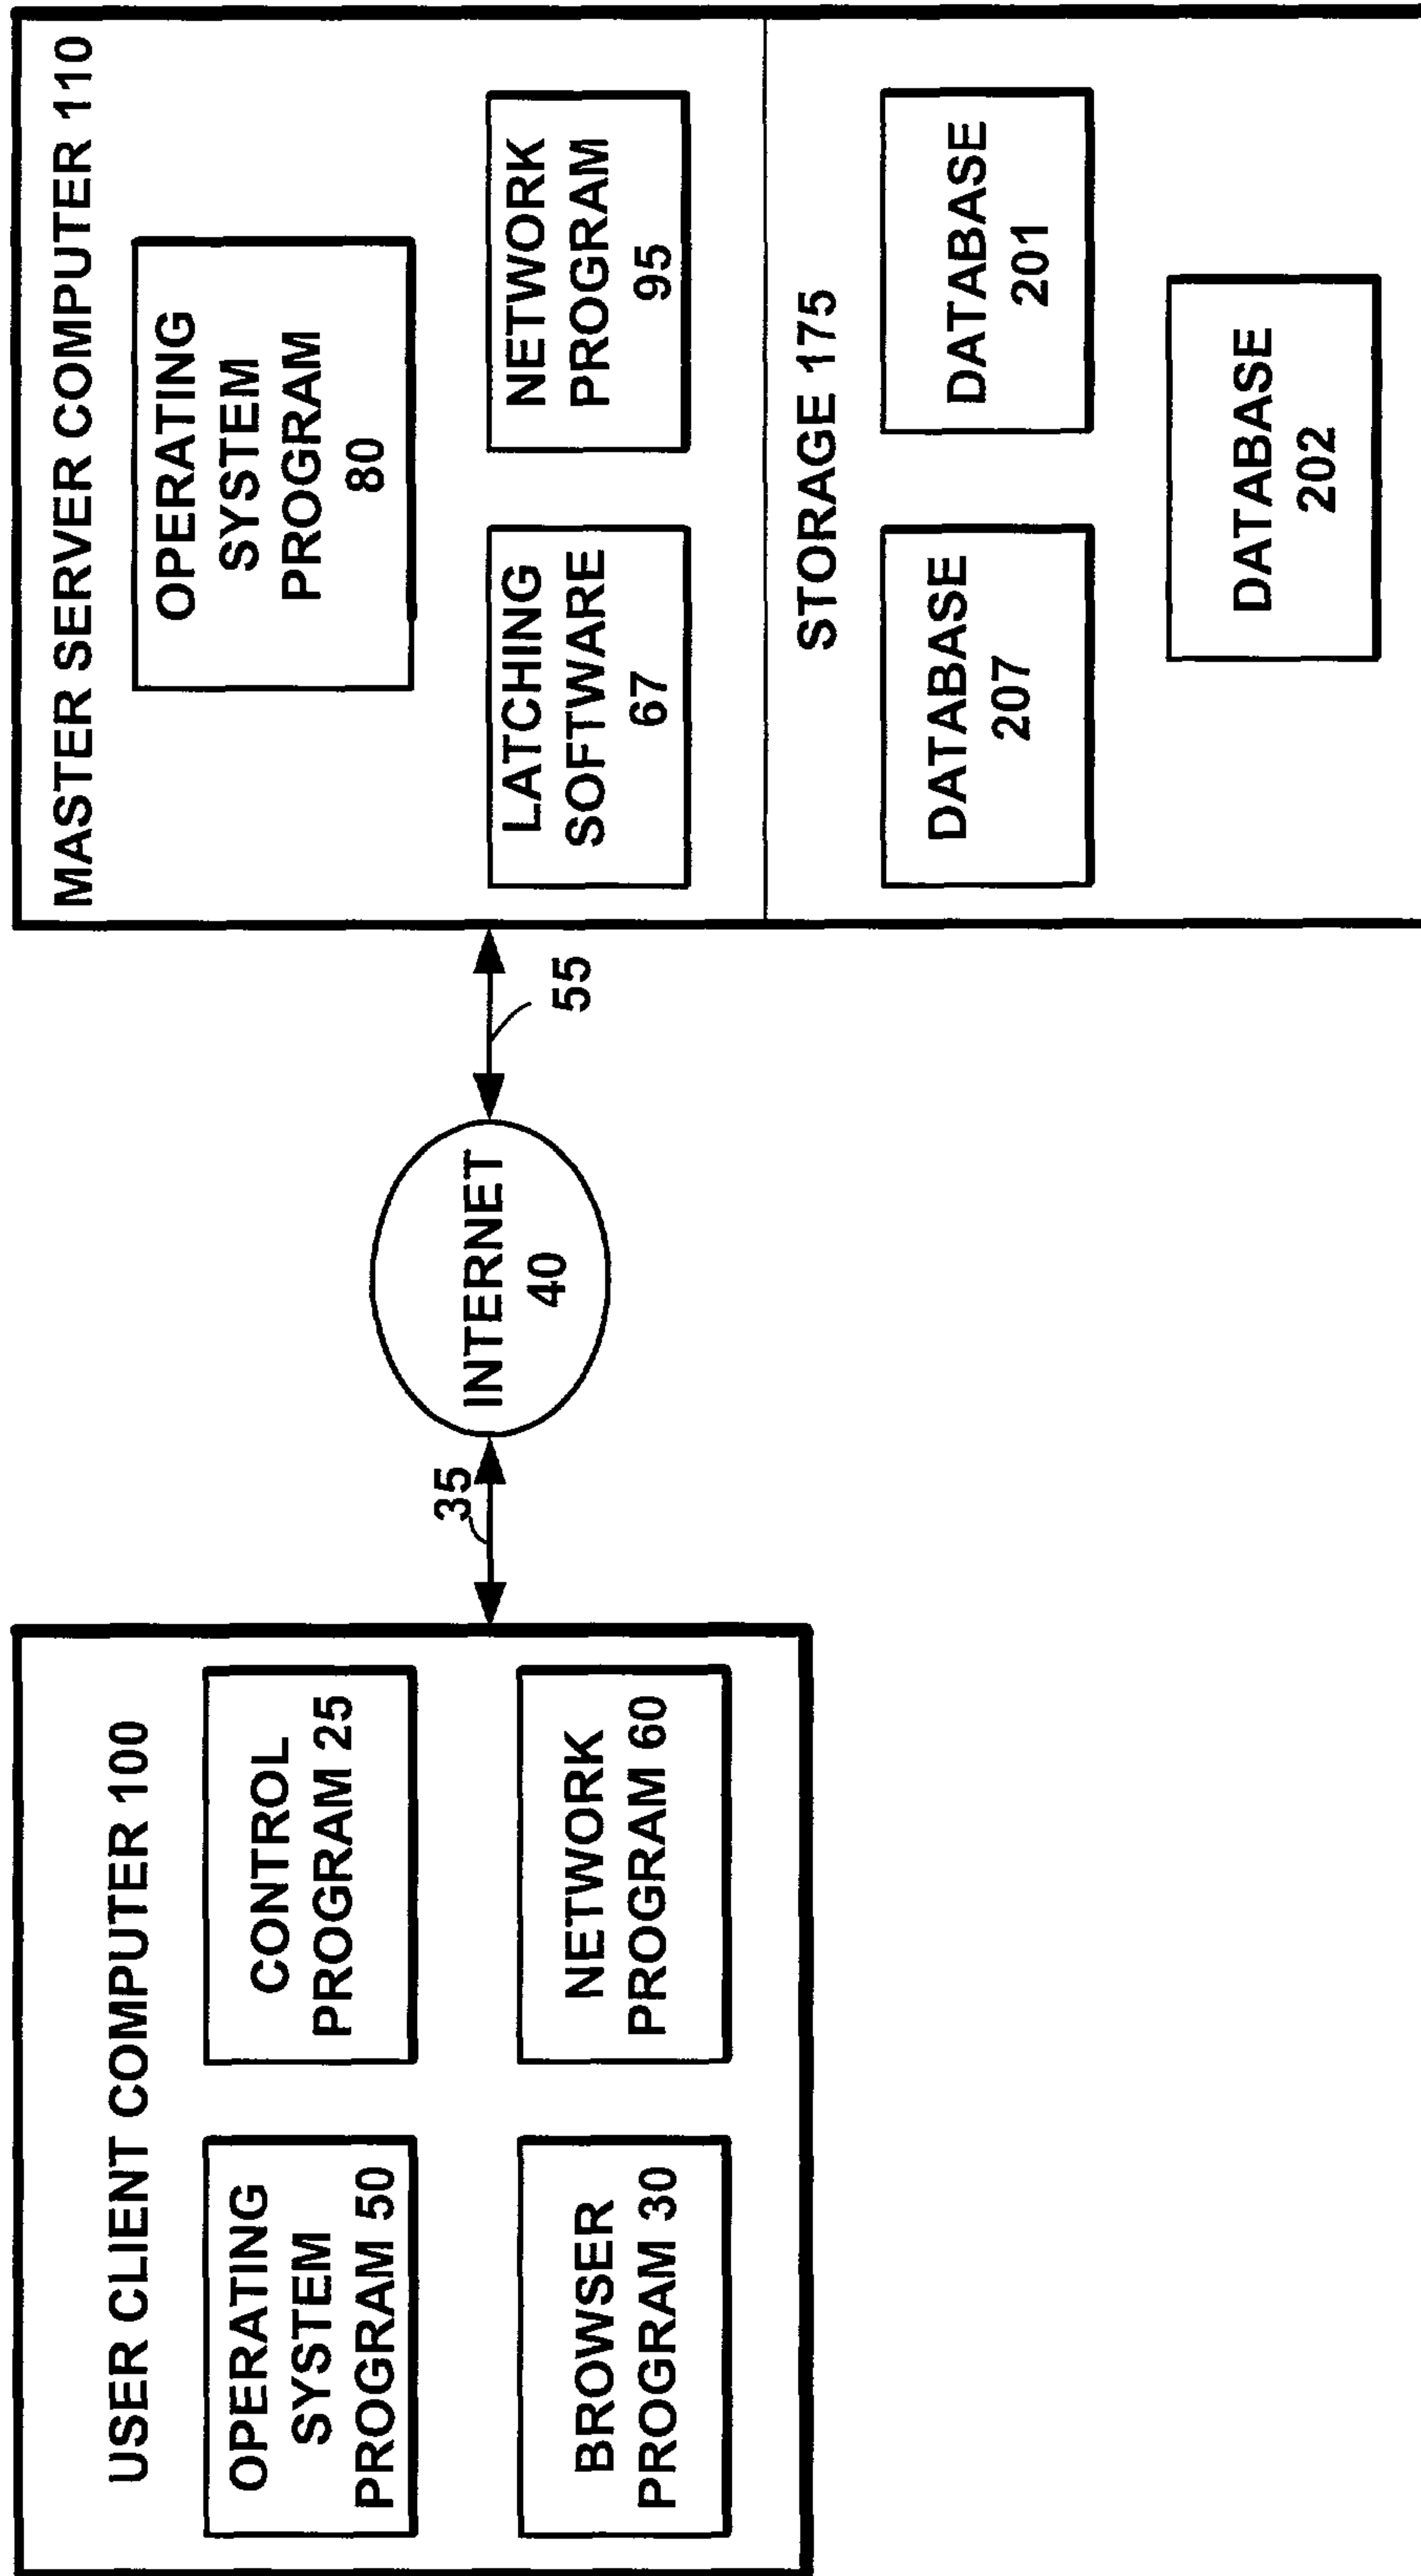 USER CLIENT COMPUTER 100
OPERATING
SYSTEM
PROGRAM 50
CONTROL
PROGRAM 25
BROWSER
PROGRAM 30
NETWORK
PROGRAM 60
35
INTERNET
40
55
MASTER SERVER COMPUTER 110
OPERATING
SYSTEM
PROGRAM
80
LATCHING
SOFTWARE
67
NETWORK
PROGRAM
95
STORAGE 175
DATABASE
207
DATABASE
201
DATABASE
202